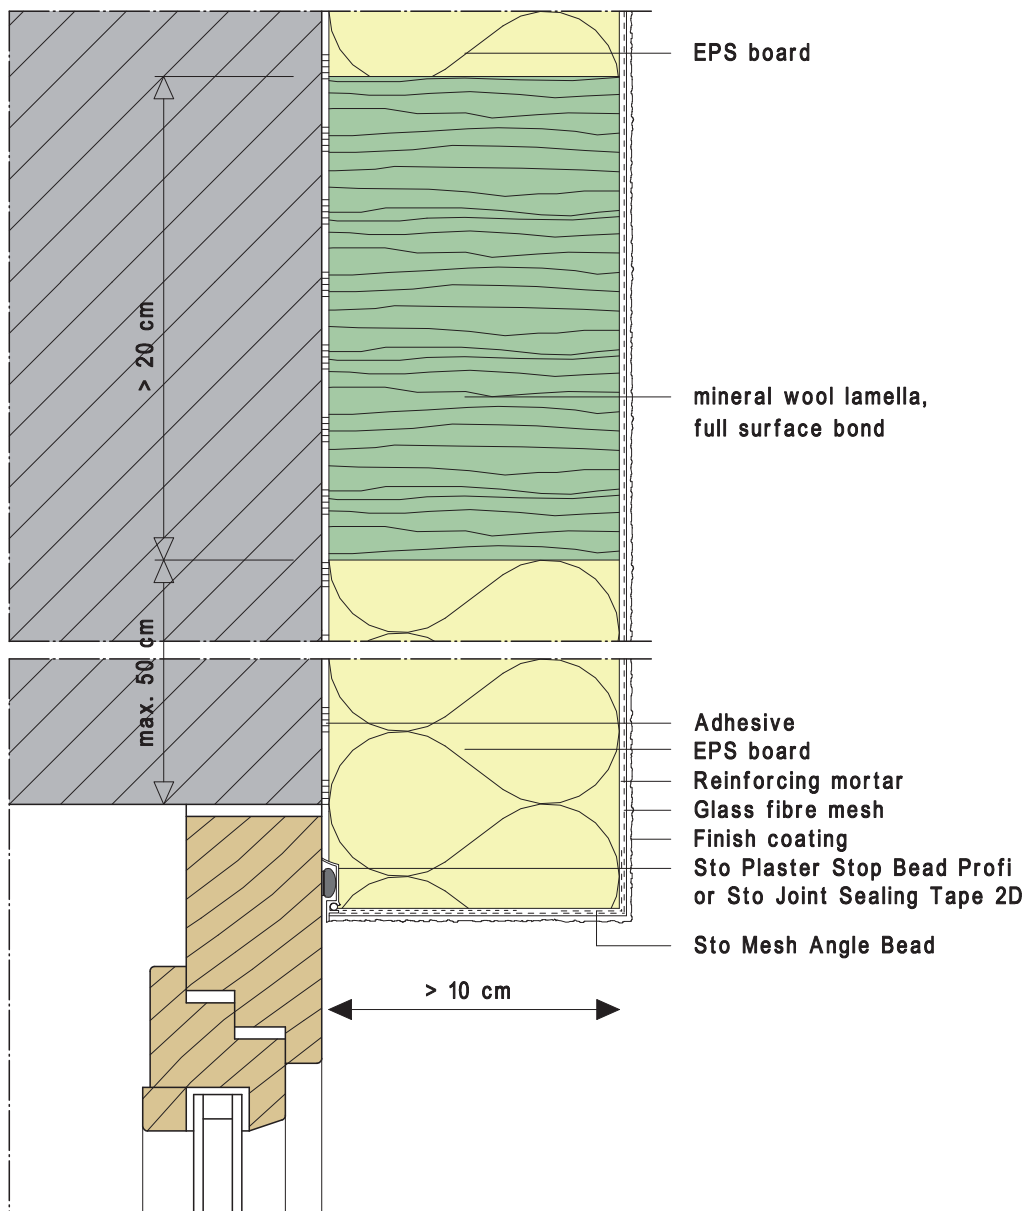 EPS board
> 20 cm
mineral wool lamella,
full surface bond
max. 50 cm
Adhesive
EPS board
Reinforcing mortar
Glass fibre mesh
Finish coating
Sto Plaster Stop Bead Profi
or Sto Joint Sealing Tape 2D
Sto Mesh Angle Bead
> 10 cm